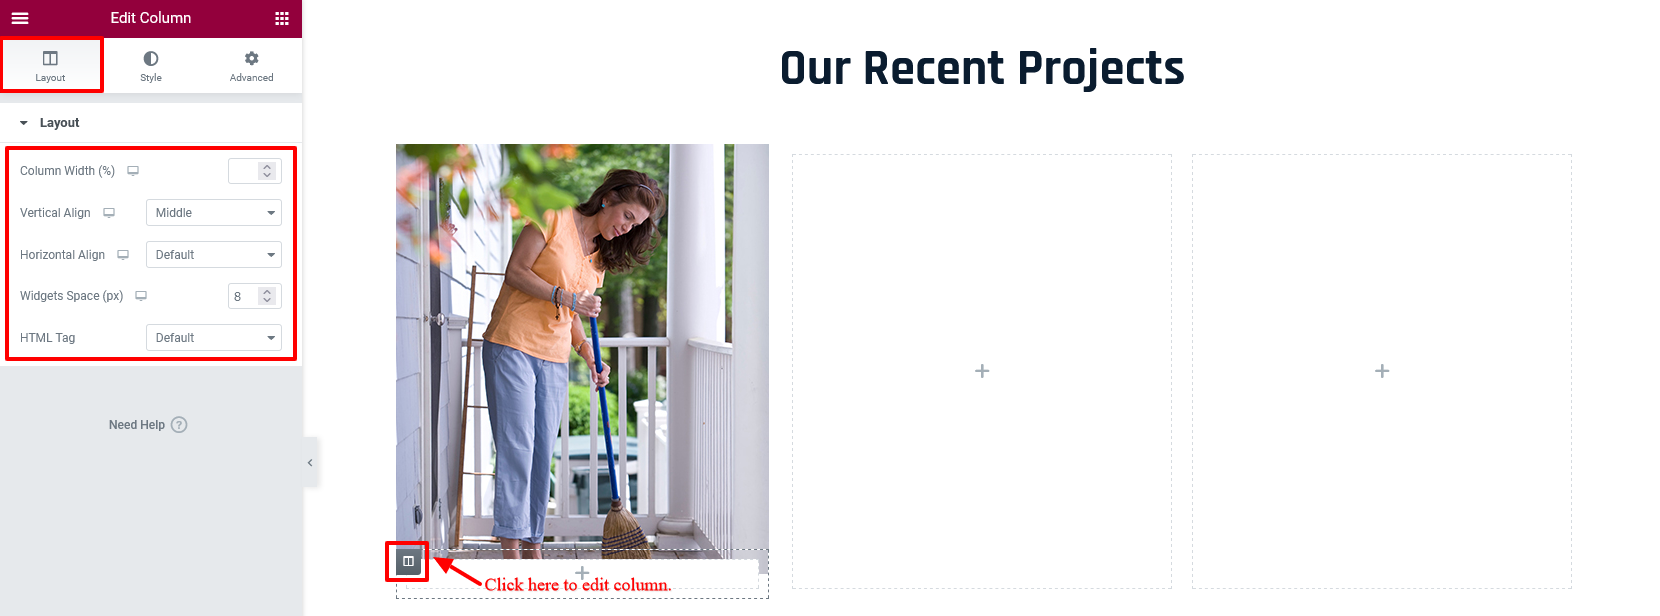 Edit Column
Layout
Style
Advanced
Layout
Column Width (%)
Vertical Align
Middle
Horizontal Align
Default
Widgets Space (px)
8
HTML Tag
Default
Need Help ?
Our Recent Projects
Click here to edit column.